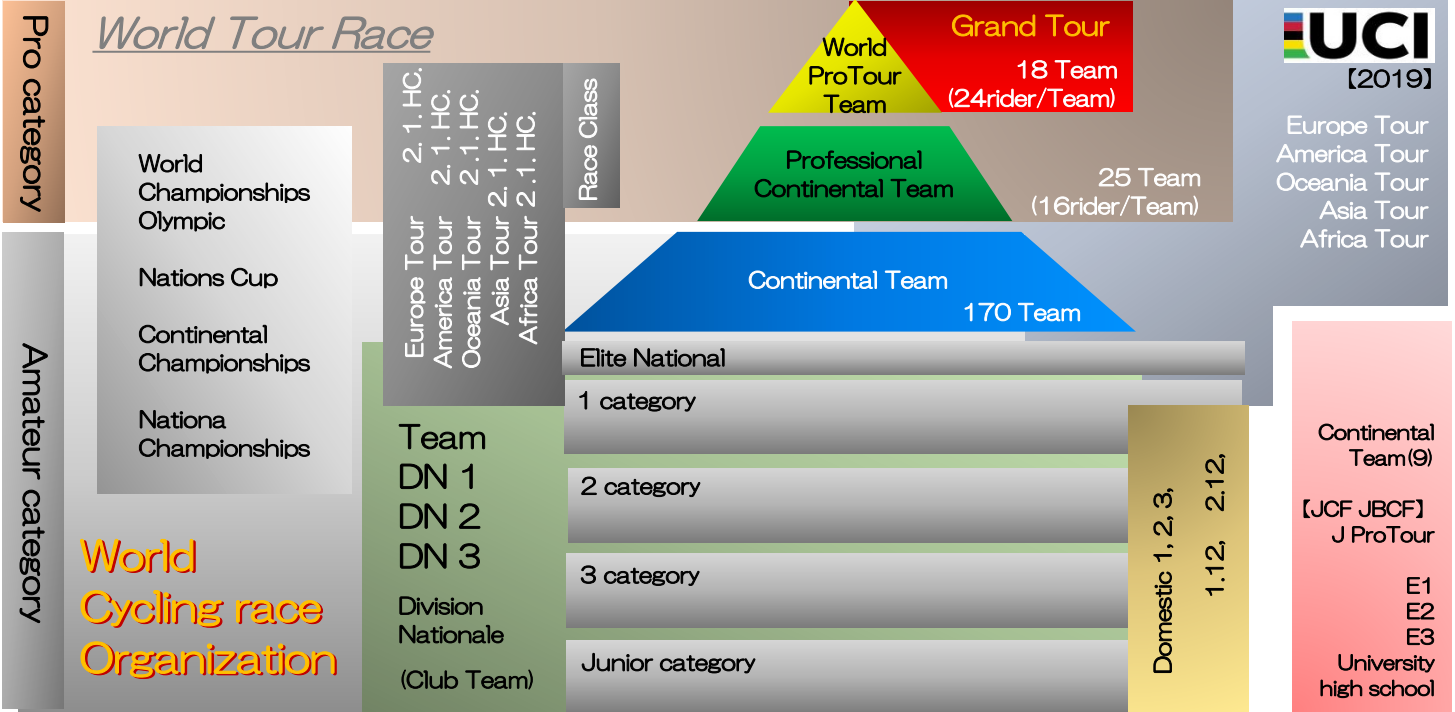 Pro category
World Tour Race
World
Championships
Olympic
Nations Cup
Continental
Championships
Nationa
Championships
Europe Tour 2. 1. HC.
America Tour 2. 1. HC.
Oceania Tour 2 .1. HC.
Asia Tour 2. 1. HC.
Africa Tour 2. .1. HC.
Race Class
World
ProTour
Team
Grand Tour
18 Team
(24rider/Team)
Professional
Continental Team
25 Team
(16rider/Team)
Continental Team
170 Team
UCI
【2019】
Europe Tour
America Tour
Oceania Tour
Asia Tour
Africa Tour
Amateur category
World
Cycling race
Organization
Team
DN 1
DN 2
DN 3
Division
Nationale
(Club Team)
Elite National
1 category
2 category
3 category
Junior category
Domestic 1, 2, 3,
1.12, 2.12,
Continental
Team(9)
【JCF JBCF】
J ProTour
E1
E2
E3
University
high school